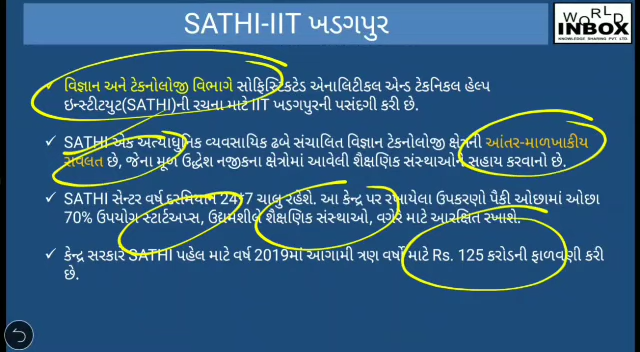 SATHI-IIT ખડગપુર
WORLD
INBOX
KNOWLEDGE SHARING PVT. LTD.
✓ વિજ્ઞાન અને ટેકનોલૉજી વિભાગે સોફિસ્ટિકટેડ એનાલિટીકલ એન્ડ ટેકનિકલ હેલ્પ
ઇન્સ્ટીટયુટ(SATHI)ની રચના માટે IIT ખડગપુરની પસંદગી કરી છે.
✓ SATHI એક અત્યાધુનિક વ્યવસાયિક ઢબે સંચાલિત વિજ્ઞાન ટેકનોલૉજી ક્ષેત્રની આંતર-માળખાકીય
સવલત છે, જેના મૂળ ઉદ્દેશ નજીકના ક્ષેત્રોમાં આવેલી શૈક્ષણિક સંસ્થાઓને સહાય કરવાનો છે.
✓ SATHI સેન્ટર વર્ષ દરમિયાન 24*7 ચાલુ રહેશે. આ કેન્દ્ર પર રખાયેલા ઉપકરણો પૈકી ઓછામાં ઓછા
70% ઉપયોગ સ્ટાર્ટઅપ્સ, ઉદ્યમશીલ શૈક્ષણિક સંસ્થાઓ, વગેરે માટે આરક્ષિત રખાશે.
✓ કેન્દ્ર સરકારે SATHI પહેલ માટે વર્ષ 2019માં આગામી ત્રણ વર્ષો માટે Rs. 125 કરોડની ફાળવણી કરી
છે.